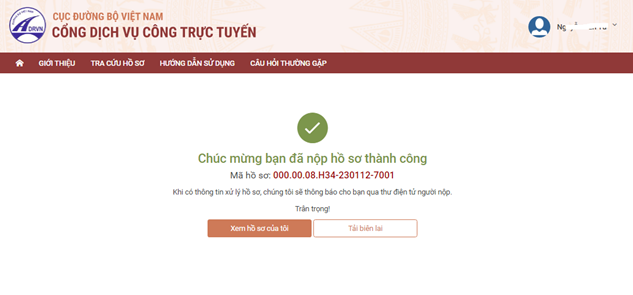 CỤC ĐƯỜNG BỘ VIỆT NAM
CỔNG DỊCH VỤ CÔNG TRỰC TUYẾN
DRVN
GIỚI THIỆU TRA CỨU HỒ SƠ HƯỚNG DẪN SỬ DỤNG CÂU HỎI THƯỜNG GẶP
Chúc mừng bạn đã nộp hồ sơ thành công
Mã hồ sơ: 000.00.08.H34-230112-7001
Khi có thông tin xử lý hồ sơ, chúng tôi sẽ thông báo cho bạn qua thư điện tử người nộp.
Trân trọng!
Xem hồ sơ của tôi Tải biên lai